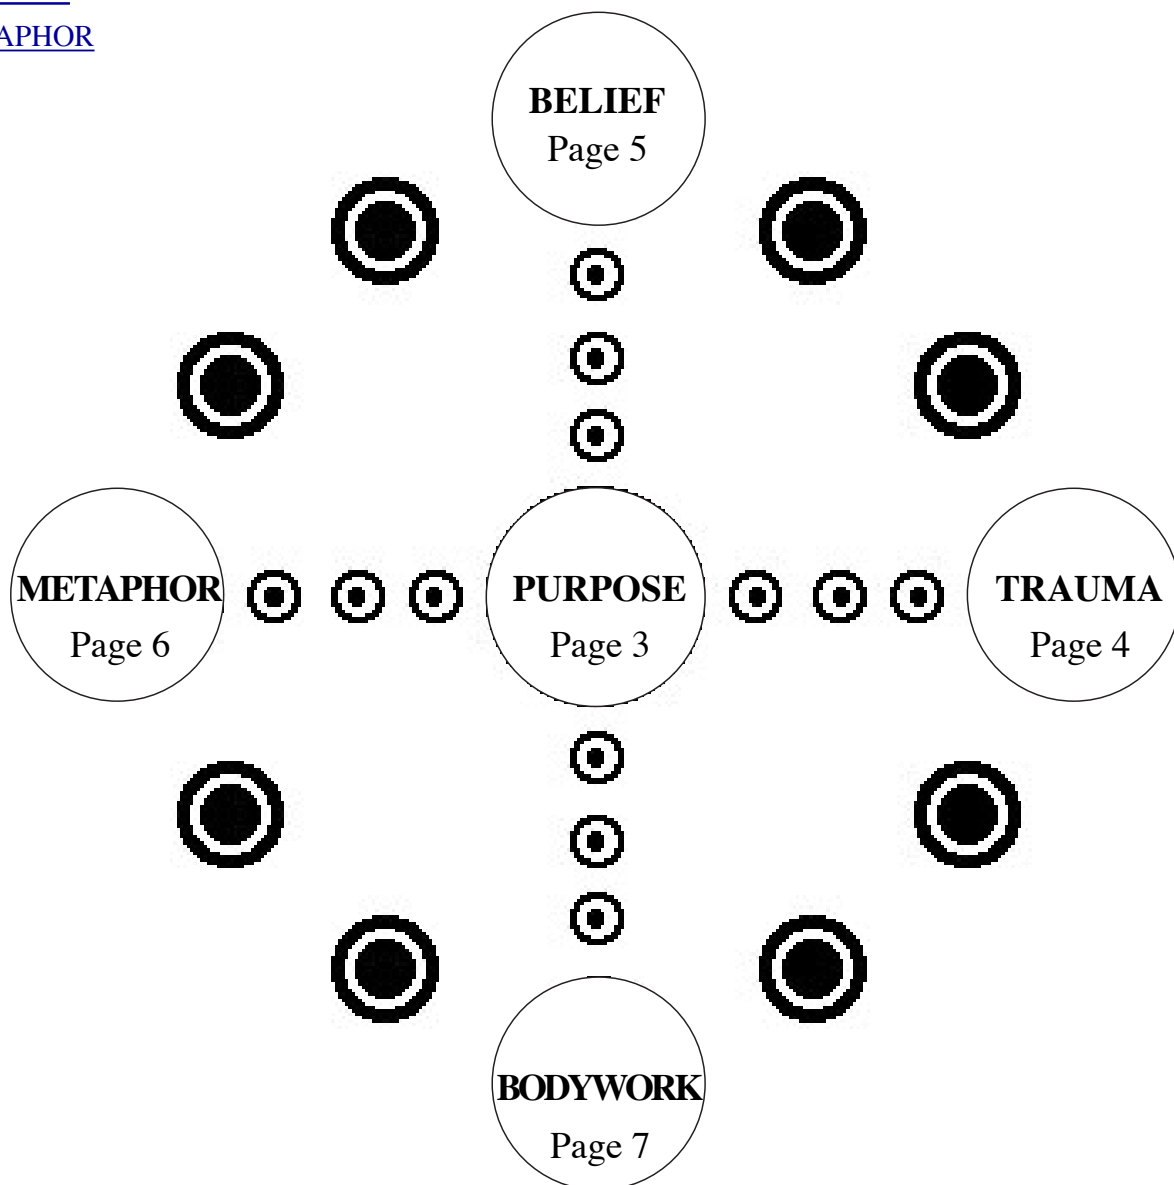 APHOR
BELIEF
Page 5
METAPHOR
Page 6
PURPOSE
Page 3
TRAUMA
Page 4
BODYWORK
Page 7